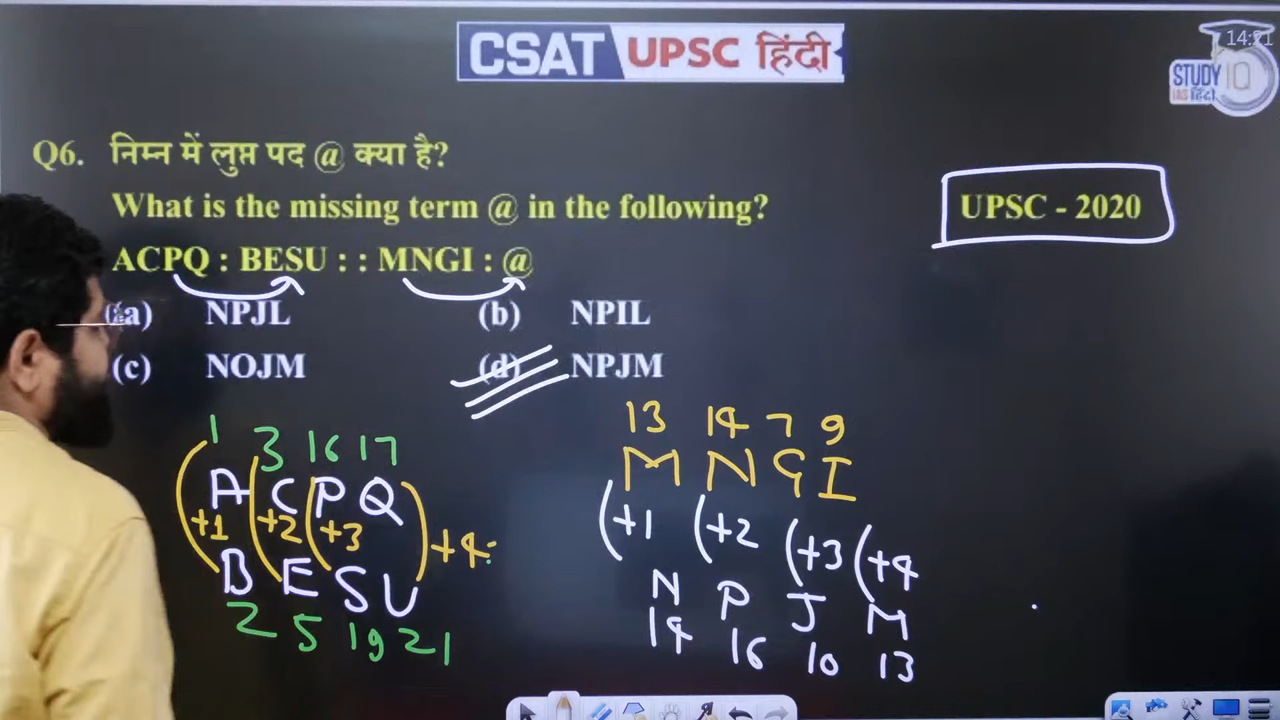 CSAT UPSC हिंदी
14:21
STUDY IQ
IAS हिंदी
Q6. निम्न में लुप्त पद @ क्या है?
What is the missing term @ in the following?
UPSC - 2020
ACPQ : BESU : : MNGI : @
(a) NPJL (b) NPIL
(c) NOJM (d) NPJM
1 3 16 17
A C P Q
+1 +2 +3 +4
B E S U
2 5 19 21
13 14 7 9
M N G I
+1 +2 +3 +4
N P J M
14 16 10 13